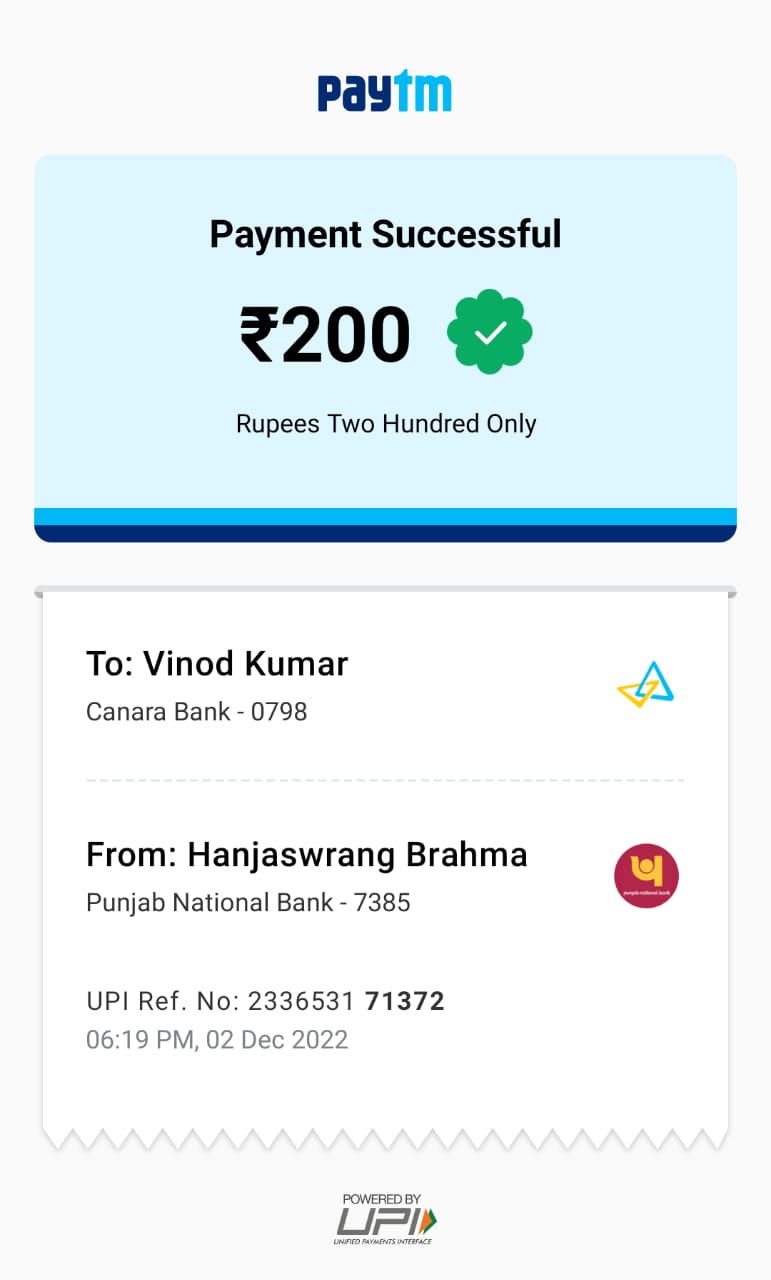 paytm
Payment Successful
₹200
Rupees Two Hundred Only
To: Vinod Kumar
Canara Bank - 0798
From: Hanjaswrang Brahma
Punjab National Bank - 7385
punjab national bank
UPI Ref. No: 2336531 71372
06:19 PM, 02 Dec 2022
POWERED BY
UPI
UNIFIED PAYMENTS INTERFACE